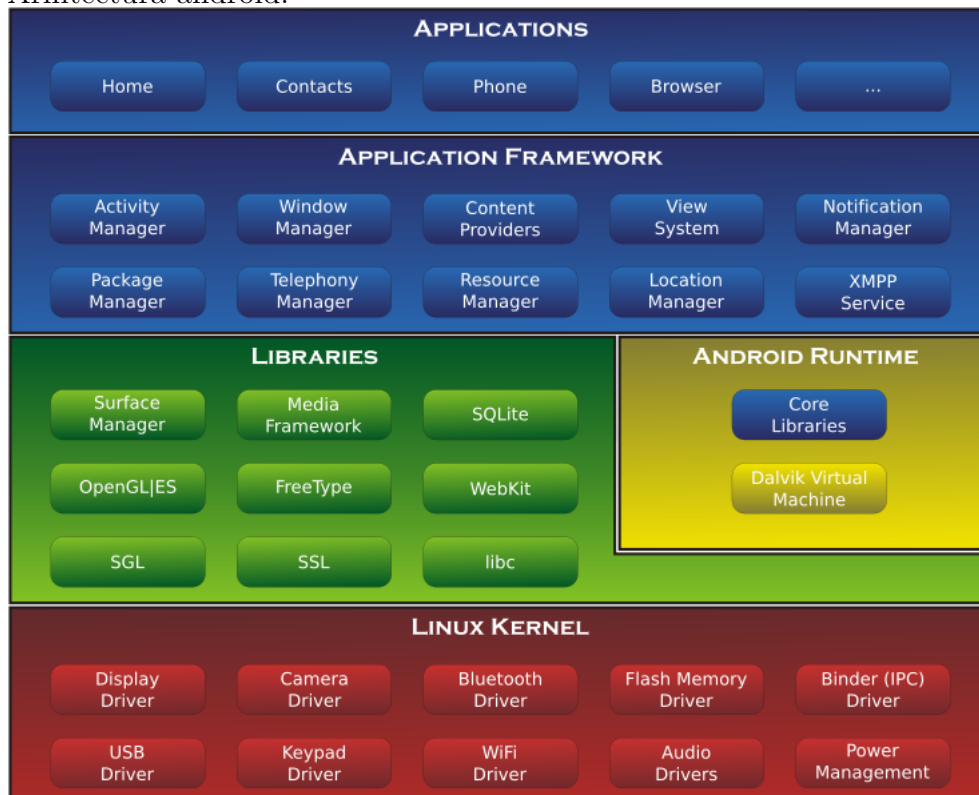 Arhitectura android:
APPLICATIONS
Home
Contacts
Phone
Browser
...
APPLICATION FRAMEWORK
Activity
Manager
Window
Manager
Content
Providers
View
System
Notification
Manager
Package
Manager
Telephony
Manager
Resource
Manager
Location
Manager
XMPP
Service
LIBRARIES
Surface
Manager
Media
Framework
SQLite
OpenGL|ES
FreeType
WebKit
SGL
SSL
libc
ANDROID RUNTIME
Core
Libraries
Dalvik Virtual
Machine
LINUX KERNEL
Display
Driver
Camera
Driver
Bluetooth
Driver
Flash Memory
Driver
Binder (IPC)
Driver
USB
Driver
Keypad
Driver
WiFi
Driver
Audio
Drivers
Power
Management